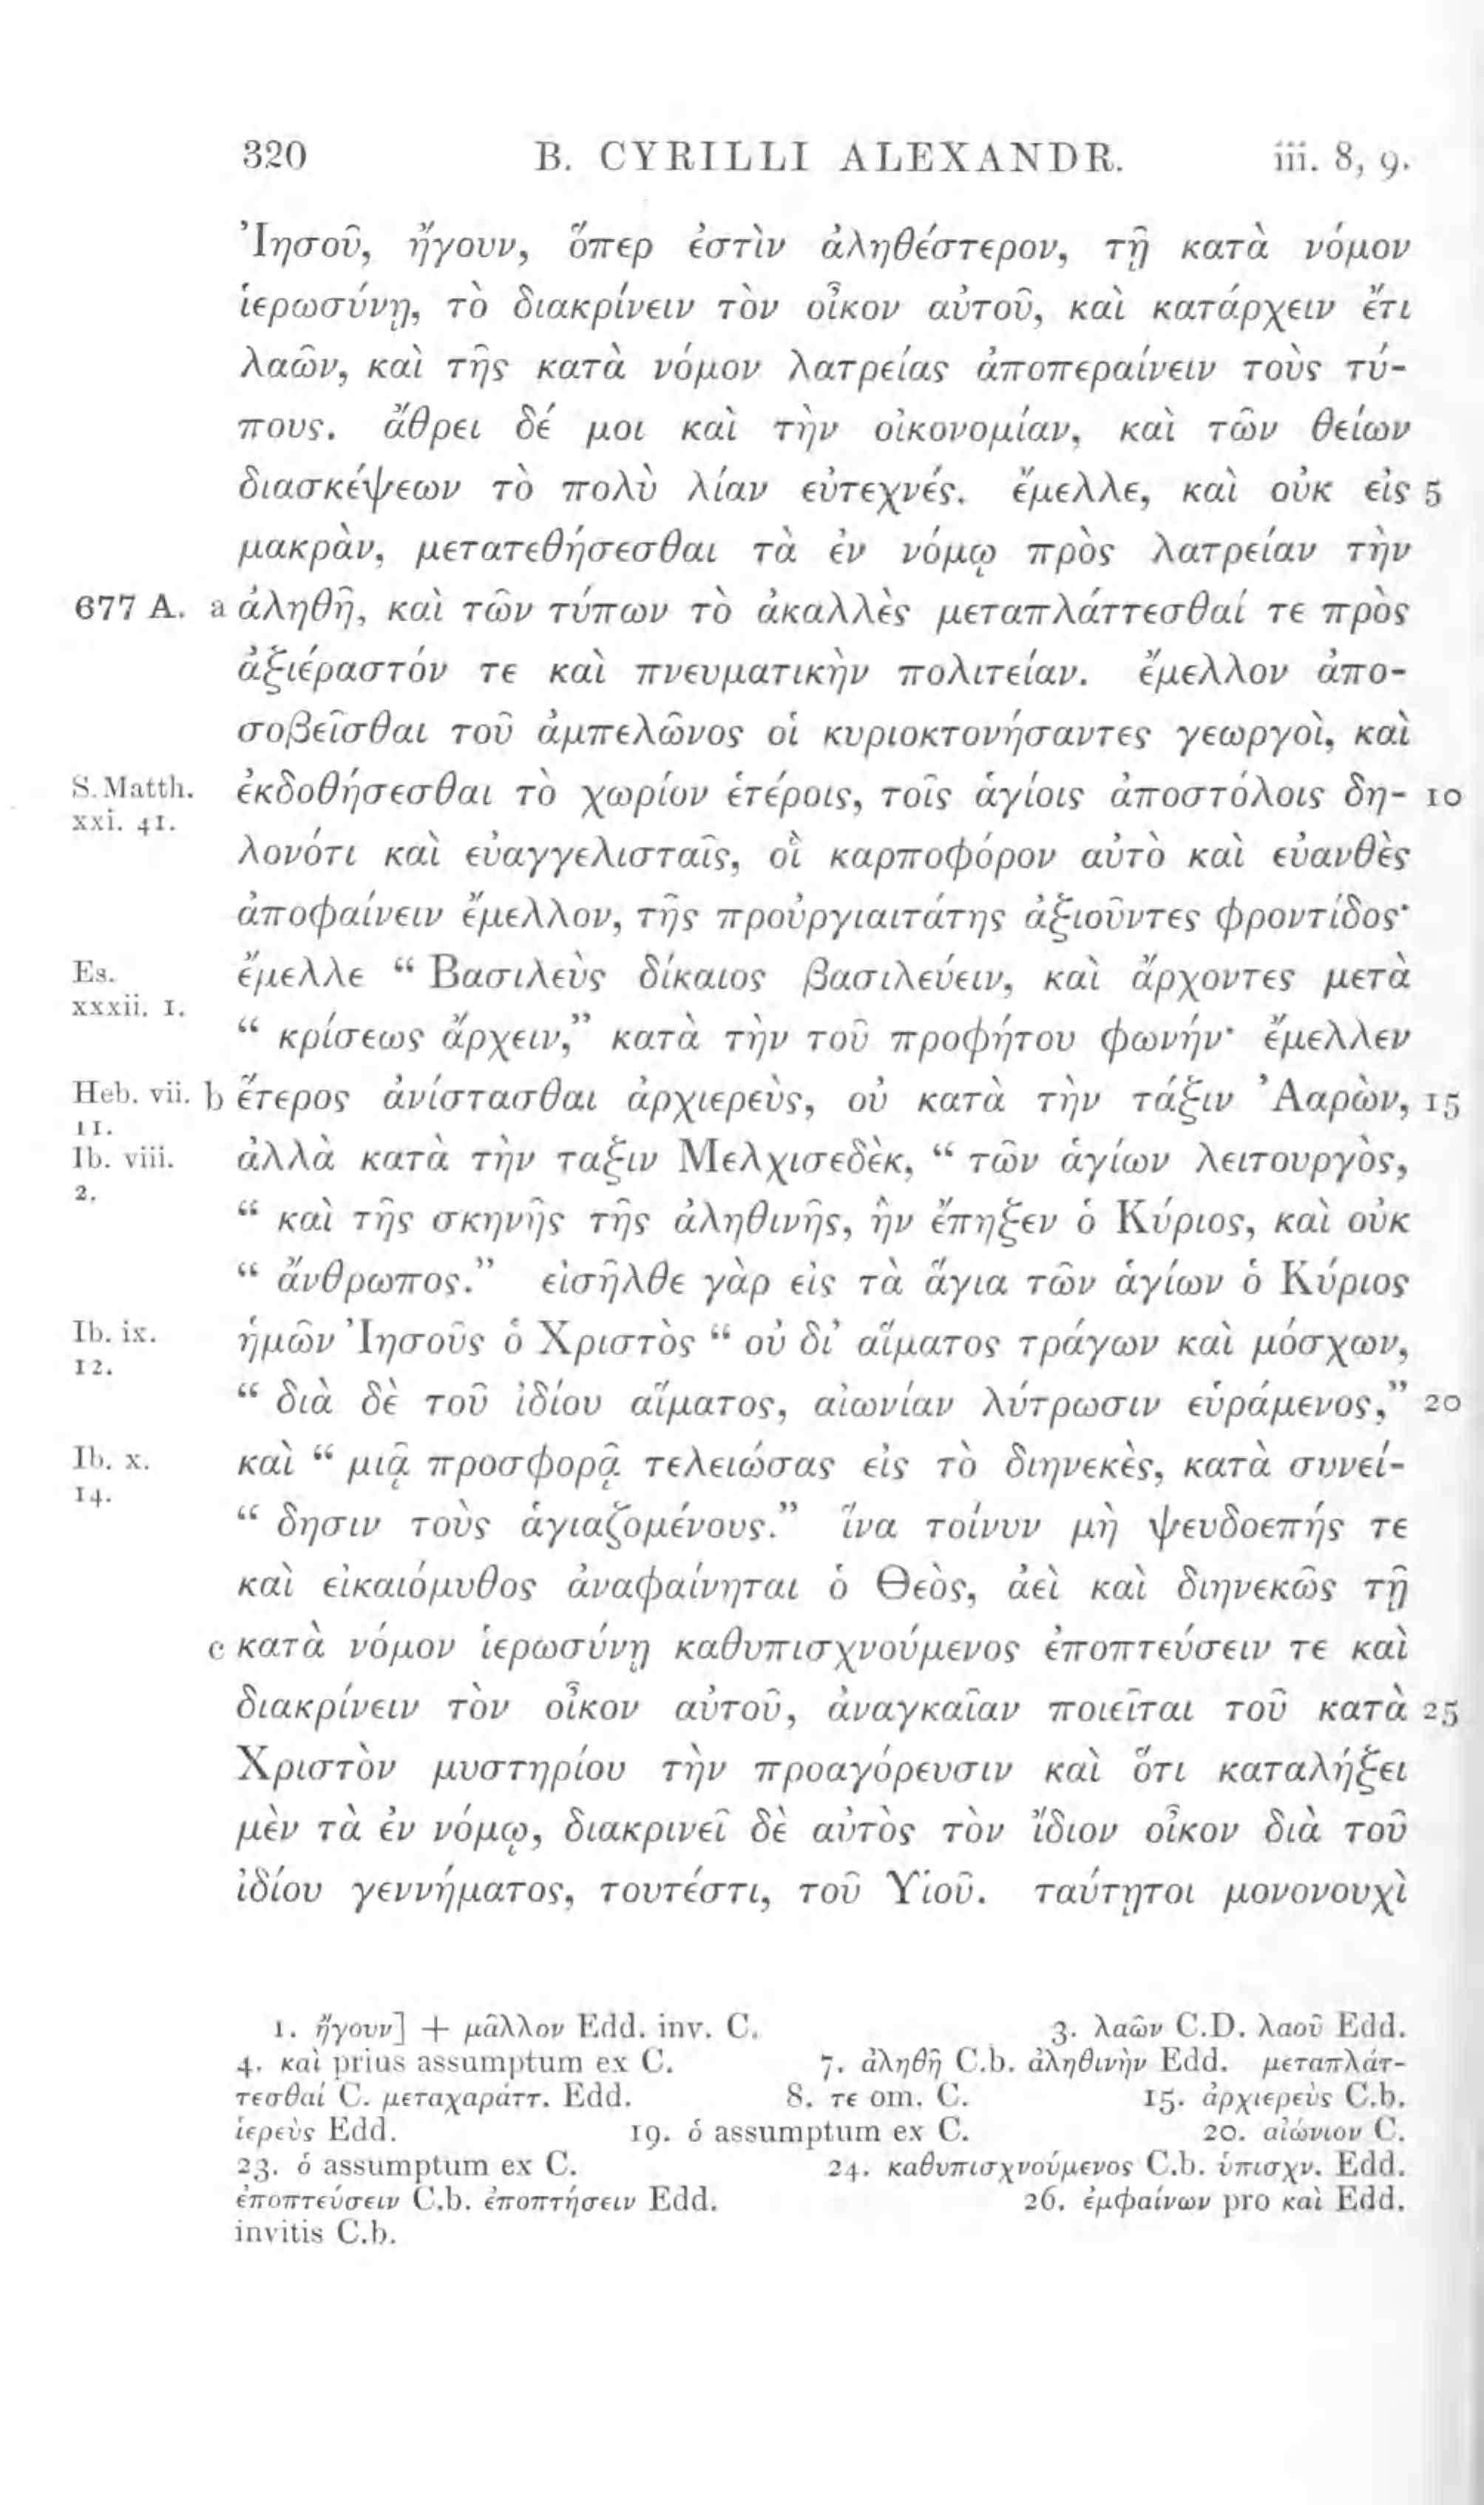 320 B. CYRILLI ALEXANDR. iii. 8, 9.
Ἰησοῦ, ἤγουν, ὅπερ ἐστὶν ἀληθέστερον, τῇ κατὰ νόμον
ἱερωσύνῃ, τὸ διακρίνειν τὸν οἶκον αὐτοῦ, καὶ κατάρχειν ἔτι
λαῶν, καὶ τῆς κατὰ νόμον λατρείας ἀποπεραίνειν τοὺς τύ-
πους. ἄθρει δέ μοι καὶ τὴν οἰκονομίαν, καὶ τῶν θείων
διασκέψεων τὸ πολὺ λίαν εὐτεχνές. ἔμελλε, καὶ οὐκ εἰς 5
μακρὰν, μετατεθήσεσθαι τὰ ἐν νόμῳ πρὸς λατρείαν τὴν
677 A. a ἀληθῆ, καὶ τῶν τύπων τὸ ἀκαλλὲς μεταπλάττεσθαί τε πρὸς
ἀξιέραστόν τε καὶ πνευματικὴν πολιτείαν. ἔμελλον ἀπο-
σοβεῖσθαι τοῦ ἀμπελῶνος οἱ κυριοκτονήσαντες γεωργοὶ, καὶ
S. Matth. ἐκδοθήσεσθαι τὸ χωρίον ἑτέροις, τοῖς ἁγίοις ἀποστόλοις δη- 10
xxi. 41.
λονότι καὶ εὐαγγελισταῖς, οἳ καρποφόρον αὐτὸ καὶ εὐανθὲς
ἀποφαίνειν ἔμελλον, τῆς προὐργιαιτάτης ἀξιοῦντες φροντίδος·
Es. ἔμελλε “ Βασιλεὺς δίκαιος βασιλεύειν, καὶ ἄρχοντες μετὰ
xxxii. 1.
“ κρίσεως ἄρχειν,” κατὰ τὴν τοῦ προφήτου φωνήν· ἔμελλεν
Heb. vii. b ἕτερος ἀνίστασθαι ἀρχιερεὺς, οὐ κατὰ τὴν τάξιν Ἀαρὼν, 15
11.
Ib. viii. ἀλλὰ κατὰ τὴν ταξιν Μελχισεδὲκ, “ τῶν ἁγίων λειτουργὸς,
2.
“ καὶ τῆς σκηνῆς τῆς ἀληθινῆς, ἣν ἔπηξεν ὁ Κύριος, καὶ οὐκ
“ ἄνθρωπος.” εἰσῆλθε γὰρ εἰς τὰ ἅγια τῶν ἁγίων ὁ Κύριος
Ib. ix. ἡμῶν Ἰησοῦς ὁ Χριστὸς “ οὐ δι’ αἵματος τράγων καὶ μόσχων,
12.
“ διὰ δὲ τοῦ ἰδίου αἵματος, αἰωνίαν λύτρωσιν εὑράμενος,” 20
Ib. x. καὶ “ μιᾷ προσφορᾷ τελειώσας εἰς τὸ διηνεκὲς, κατὰ συνεί-
14.
“ δησιν τοὺς ἁγιαζομένους.” ἵνα τοίνυν μὴ ψευδοεπής τε
καὶ εἰκαιόμυθος ἀναφαίνηται ὁ Θεὸς, ἀεὶ καὶ διηνεκῶς τῇ
c κατὰ νόμον ἱερωσύνῃ καθυπισχνούμενος ἐποπτεύσειν τε καὶ
διακρίνειν τὸν οἶκον αὐτοῦ, ἀναγκαῖαν ποιεῖται τοῦ κατὰ 25
Χριστὸν μυστηρίου τὴν προαγόρευσιν καὶ ὅτι καταλήξει
μὲν τὰ ἐν νόμῳ, διακρινεῖ δὲ αὐτὸς τὸν ἴδιον οἶκον διὰ τοῦ
ἰδίου γεννήματος, τουτέστι, τοῦ Υἱοῦ. ταύτῃτοι μονονουχὶ
1. ἤγουν] + μᾶλλον Edd. inv. C. 3. λαῶν C.D. λαοῦ Edd.
4. καὶ prius assumptum ex C. 7. ἀληθῆ C.b. ἀληθινὴν Edd. μεταπλάτ-
τεσθαί C. μεταχαράττ. Edd. 8. τε om. C. 15. ἀρχιερεὺς C.b.
ἱερεὺς Edd. 19. ὁ assumptum ex C. 20. αἰώνιον C.
23. ὁ assumptum ex C. 24. καθυπισχνούμενος C.b. ὑπισχν. Edd.
ἐποπτεύσειν C.b. ἐποπτήσειν Edd. 26. ἐμφαίνων pro καὶ Edd.
invitis C.b.